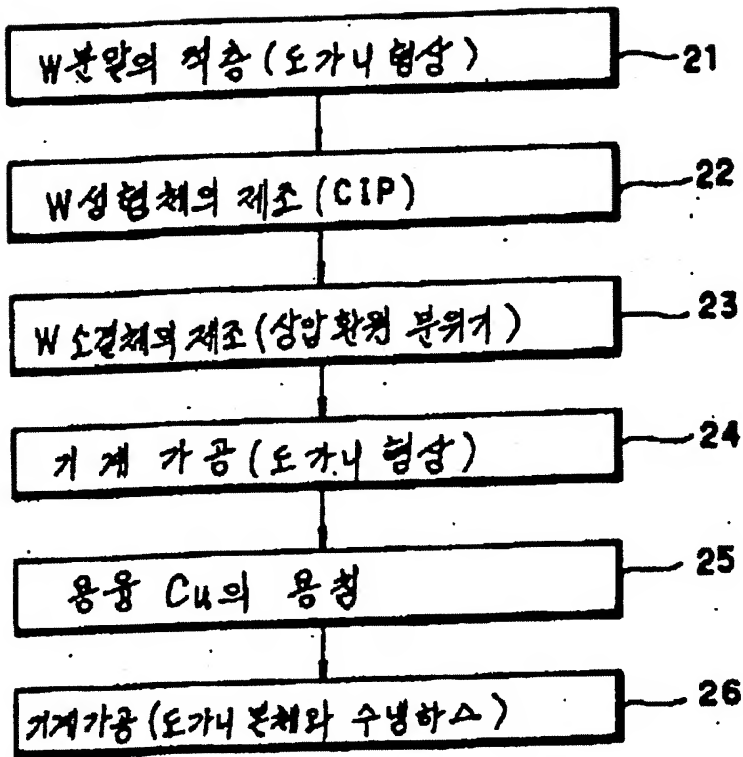 W분말의 적층(도가니 형상) 21
W성형체의 제조(CIP) 22
W소결체의 제조(상압환원 분위기) 23
기계 가공(도가니 형상) 24
용융 Cu의 용침 25
기계가공(도가니 본체와 수냉하스) 26